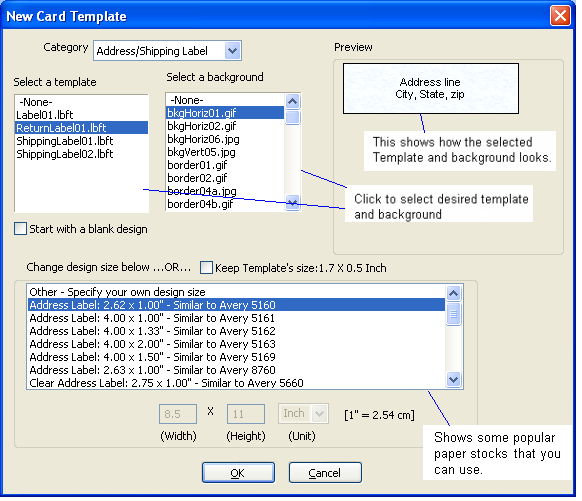 New Card Template
Category
Address/Shipping Label
Preview
Select a template
-None-
Label01.lbft
ReturnLabel01.lbft
ShippingLabel01.lbft
ShippingLabel02.lbft
Select a background
-None-
bkgHoriz01.gif
bkgHoriz02.gif
bkgHoriz06.jpg
bkgVert05.jpg
border01.gif
border02.gif
border04a.jpg
border04b.gif
Address line
City, State, zip
This shows how the selected
Template and background looks.
Click to select desired template
and background
Start with a blank design
Change design size below ...OR...
Keep Template's size:1.7 X 0.5 Inch
Other - Specify your own design size
Address Label: 2.62 x 1.00" - Similar to Avery 5160
Address Label: 4.00 x 1.00" - Similar to Avery 5161
Address Label: 4.00 x 1.33" - Similar to Avery 5162
Address Label: 4.00 x 2.00" - Similar to Avery 5163
Address Label: 4.00 x 1.50" - Similar to Avery 5169
Address Label: 2.63 x 1.00" - Similar to Avery 8760
Clear Address Label: 2.75 x 1.00" - Similar to Avery 5660
8.5 X 11 Inch [1" = 2.54 cm]
(Width) (Height) (Unit)
Shows some popular
paper stocks that you
can use.
OK
Cancel